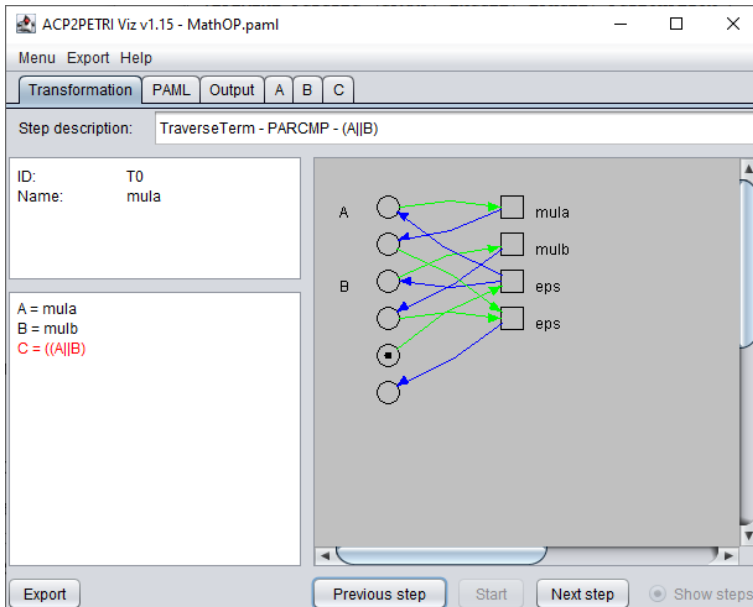 ACP2PETRI Viz v1.15 - MathOP.paml
Menu Export Help
Transformation PAML Output A B C
Step description: TraverseTerm - PARCMP - (A||B)
ID: T0
Name: mula
A = mula
B = mulb
C = ((A||B)
A mula
mulb
B eps
eps
Export Previous step Start Next step Show steps